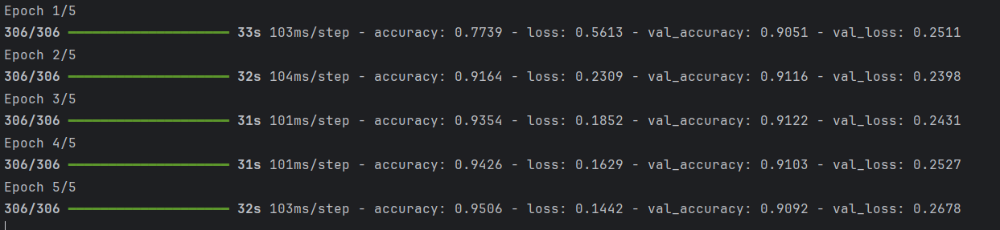 Epoch 1/5
306/306 ━━━━━━━━━━━━━━━━━━━━ 33s 103ms/step - accuracy: 0.7739 - loss: 0.5613 - val_accuracy: 0.9051 - val_loss: 0.2511
Epoch 2/5
306/306 ━━━━━━━━━━━━━━━━━━━━ 32s 104ms/step - accuracy: 0.9164 - loss: 0.2309 - val_accuracy: 0.9116 - val_loss: 0.2398
Epoch 3/5
306/306 ━━━━━━━━━━━━━━━━━━━━ 31s 101ms/step - accuracy: 0.9354 - loss: 0.1852 - val_accuracy: 0.9122 - val_loss: 0.2431
Epoch 4/5
306/306 ━━━━━━━━━━━━━━━━━━━━ 31s 101ms/step - accuracy: 0.9426 - loss: 0.1629 - val_accuracy: 0.9103 - val_loss: 0.2527
Epoch 5/5
306/306 ━━━━━━━━━━━━━━━━━━━━ 32s 103ms/step - accuracy: 0.9506 - loss: 0.1442 - val_accuracy: 0.9092 - val_loss: 0.2678